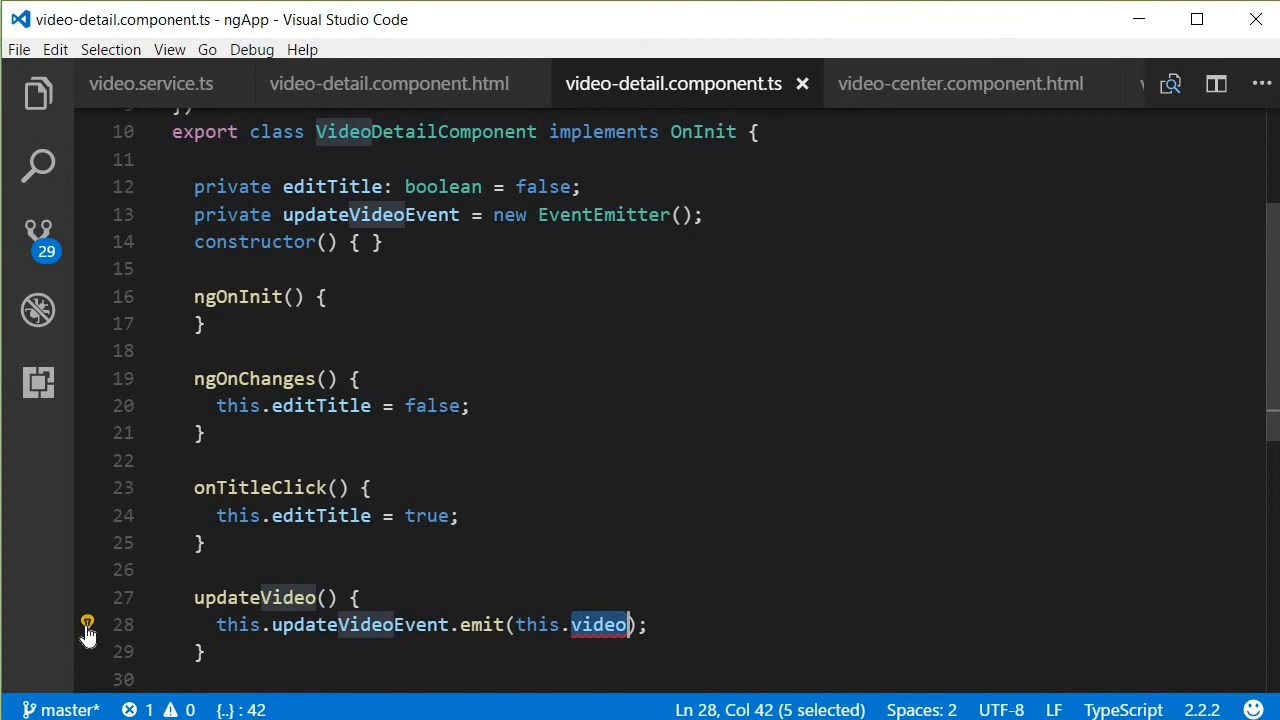 video-detail.component.ts - ngApp - Visual Studio Code
File Edit Selection View Go Debug Help
video.service.ts video-detail.component.html video-detail.component.ts video-center.component.html
10 export class VideoDetailComponent implements OnInit {
11
12 private editTitle: boolean = false;
13 private updateVideoEvent = new EventEmitter();
14 constructor() { }
15
16 ngOnInit() {
17 }
18
19 ngOnChanges() {
20 this.editTitle = false;
21 }
22
23 onTitleClick() {
24 this.editTitle = true;
25 }
26
27 updateVideo() {
28 this.updateVideoEvent.emit(this.video);
29 }
30
29
master* 1 0 {..} : 42 Ln 28, Col 42 (5 selected) Spaces: 2 UTF-8 LF TypeScript 2.2.2